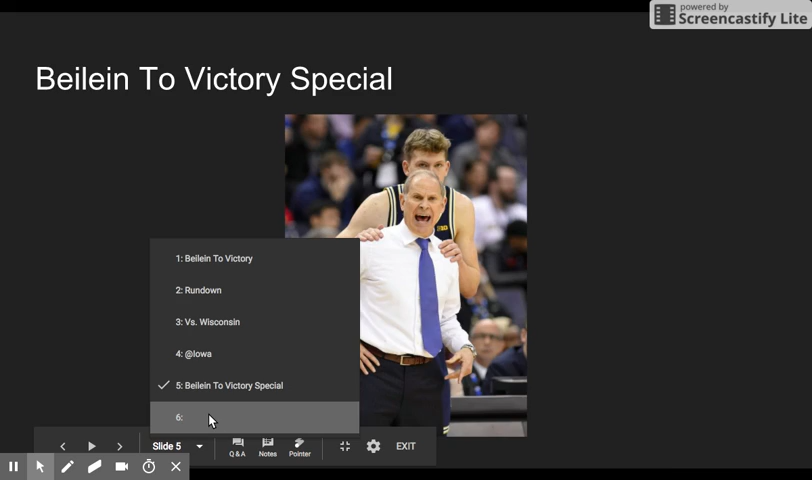 powered by
Screencastify Lite
Beilein To Victory Special
1: Beilein To Victory
2: Rundown
3: Vs. Wisconsin
4: @Iowa
5: Beilein To Victory Special
6:
Slide 5
Q & A
Notes
Pointer
EXIT